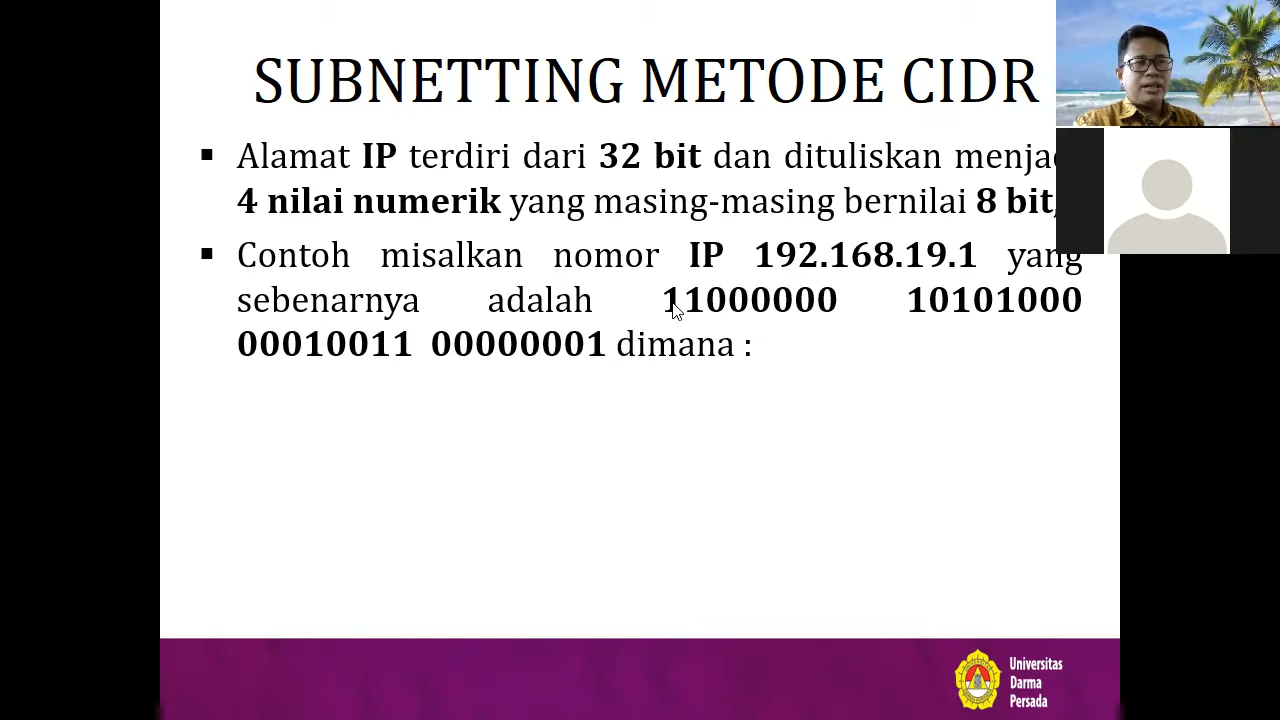 SUBNETTING METODE CIDR
▪ Alamat IP terdiri dari 32 bit dan dituliskan
4 nilai numerik yang masing-masing bernilai 8 bit,
▪ Contoh misalkan nomor IP 192.168.19.1 yang
sebenarnya adalah 11000000 10101000
00010011 00000001 dimana :
Universitas
Darma
Persada